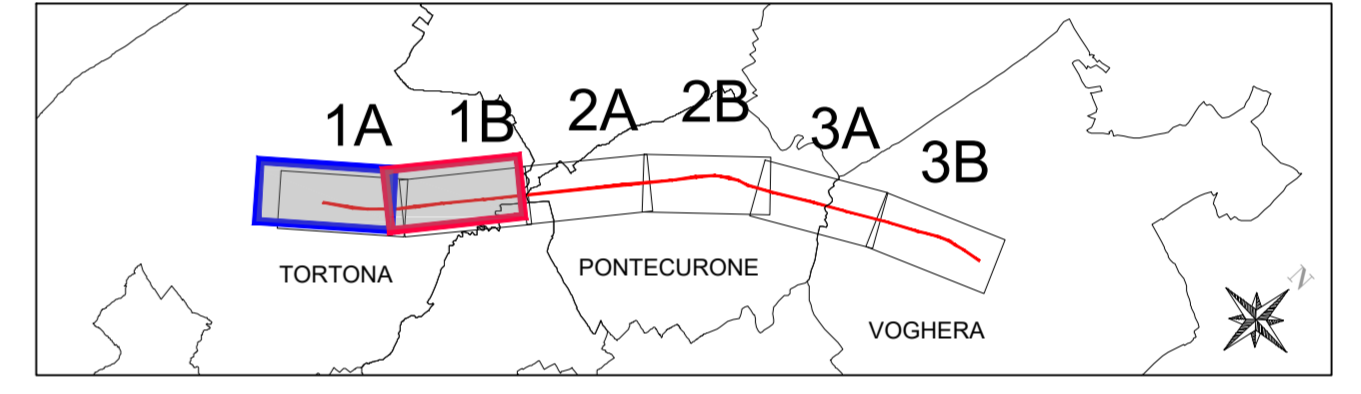 1A
1B
2A
2B
3A
3B
TORTONA
PONTECURONE
VOGHERA
N